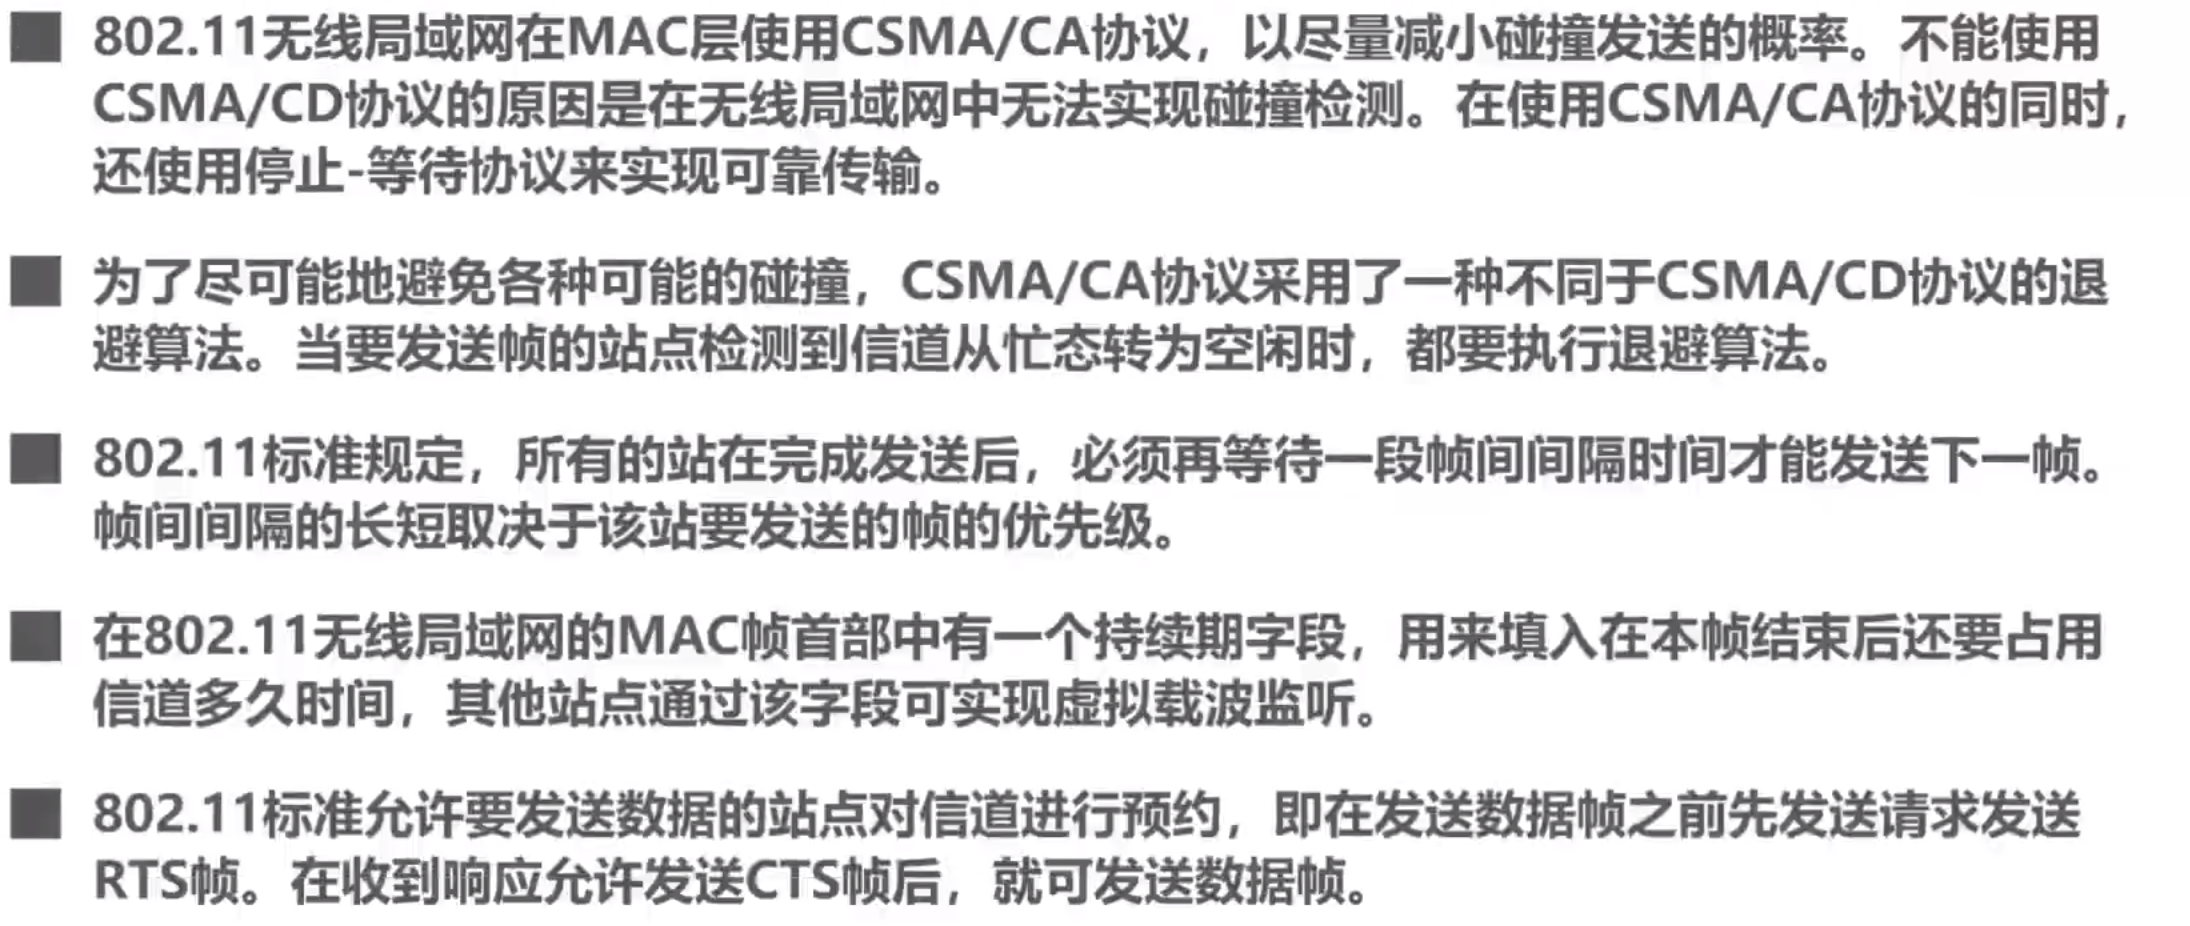 802.11无线局域网在MAC层使用CSMA/CA协议，以尽量减小碰撞发送的概率。不能使用
CSMA/CD协议的原因是在无线局域网中无法实现碰撞检测。在使用CSMA/CA协议的同时，
还使用停止-等待协议来实现可靠传输。
为了尽可能地避免各种可能的碰撞，CSMA/CA协议采用了一种不同于CSMA/CD协议的退
避算法。当要发送帧的站点检测到信道从忙态转为空闲时，都要执行退避算法。
802.11标准规定，所有的站在完成发送后，必须再等待一段帧间间隔时间才能发送下一帧。
帧间间隔的长短取决于该站要发送的帧的优先级。
在802.11无线局域网的MAC帧首部中有一个持续期字段，用来填入在本帧结束后还要占用
信道多久时间，其他站点通过该字段可实现虚拟载波监听。
802.11标准允许要发送数据的站点对信道进行预约，即在发送数据帧之前先发送请求发送
RTS帧。在收到响应允许发送CTS帧后，就可发送数据帧。